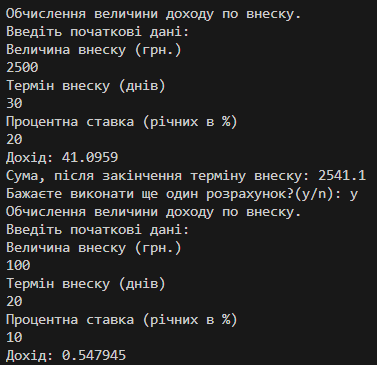 Обчислення величини доходу по внеску.
Введіть початкові дані:
Величина внеску (грн.)
2500
Термін внеску (днів)
30
Процентна ставка (річних в %)
20
Дохід: 41.0959
Сума, після закінчення терміну внеску: 2541.1
Бажаєте виконати ще один розрахунок?(y/n): y
Обчислення величини доходу по внеску.
Введіть початкові дані:
Величина внеску (грн.)
100
Термін внеску (днів)
20
Процентна ставка (річних в %)
10
Дохід: 0.547945